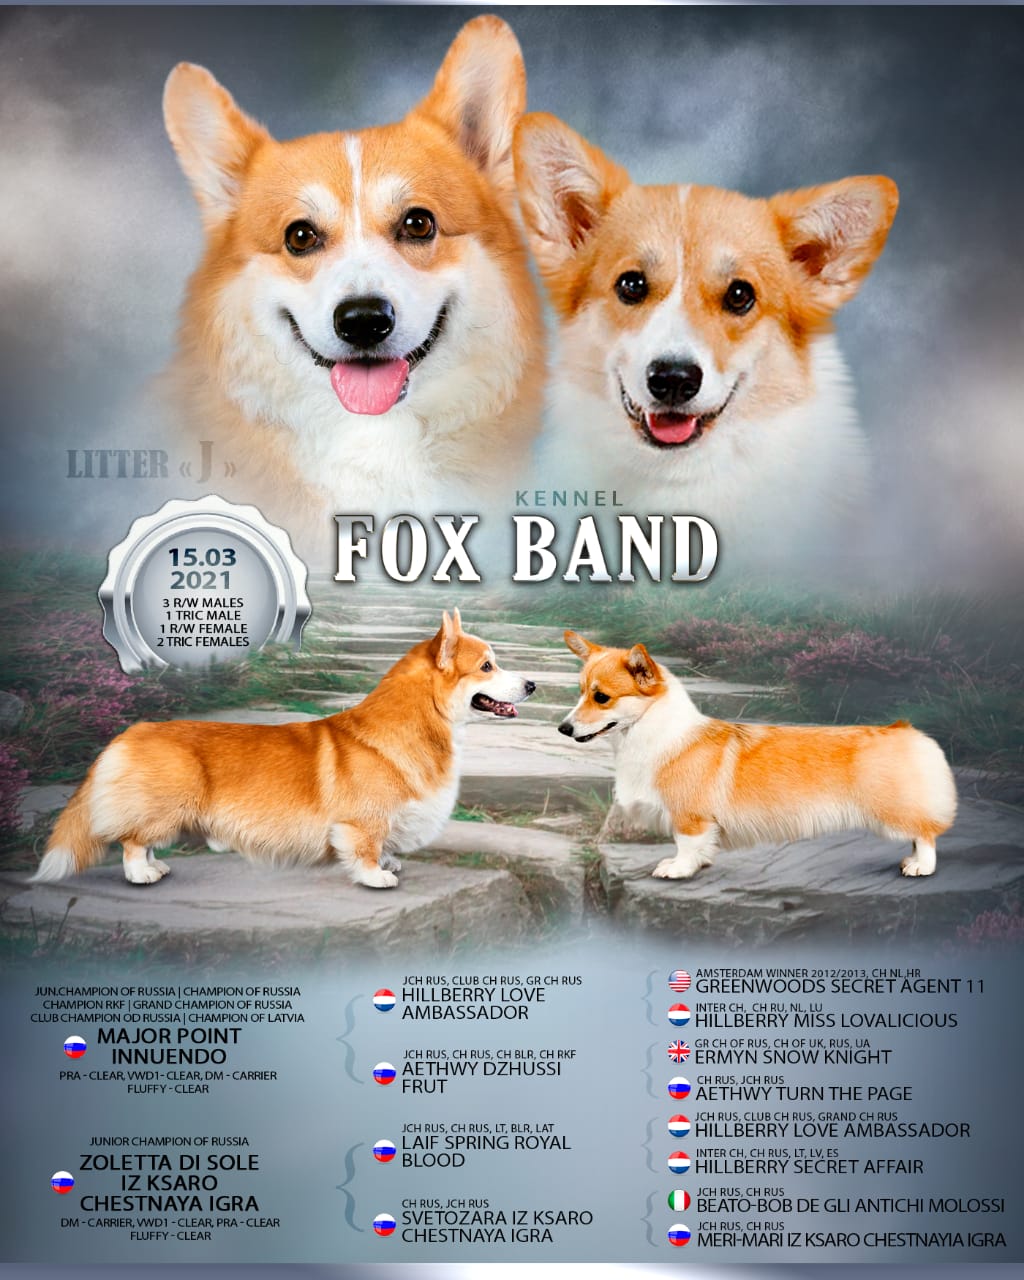 LITTER « J »
KENNEL
FOX BAND
15.03
2021
3 R/W MALES
1 TRIC MALE
1 R/W FEMALE
2 TRIC FEMALES
JUN.CHAMPION OF RUSSIA | CHAMPION OF RUSSIA
CHAMPION RKF | GRAND CHAMPION OF RUSSIA
CLUB CHAMPION OD RUSSIA | CHAMPION OF LATVIA
MAJOR POINT
INNUENDO
PRA - CLEAR, VWD1- CLEAR, DM - CARRIER
FLUFFY - CLEAR
JUNIOR CHAMPION OF RUSSIA
ZOLETTA DI SOLE
IZ KSARO
CHESTNAYA IGRA
DM - CARRIER, VWD1 - CLEAR, PRA - CLEAR
FLUFFY - CLEAR
JCH RUS, CLUB CH RUS, GR CH RUS
HILLBERRY LOVE
AMBASSADOR
JCH RUS, CH RUS, CH BLR, CH RKF
AETHWY DZHUSSI
FRUT
JCH RUS, CH RUS, LT, BLR, LAT
LAIF SPRING ROYAL
BLOOD
CH RUS, JCH RUS
SVETOZARA IZ KSARO
CHESTNAYA IGRA
AMSTERDAM WINNER 2012/2013, CH NL,HR
GREENWOODS SECRET AGENT 11
INTER CH, CH RU, NL, LU
HILLBERRY MISS LOVALICIOUS
GR CH OF RUS, CH OF UK, RUS, UA
ERMYN SNOW KNIGHT
CH RUS, JCH RUS
AETHWY TURN THE PAGE
JCH RUS, CLUB CH RUS, GRAND CH RUS
HILLBERRY LOVE AMBASSADOR
INTER CH, CH RUS, LT, LV, ES
HILLBERRY SECRET AFFAIR
JCH RUS, CH RUS
BEATO-BOB DE GLI ANTICHI MOLOSSI
JCH RUS, CH RUS
MERI-MARI IZ KSARO CHESTNAYIA IGRA